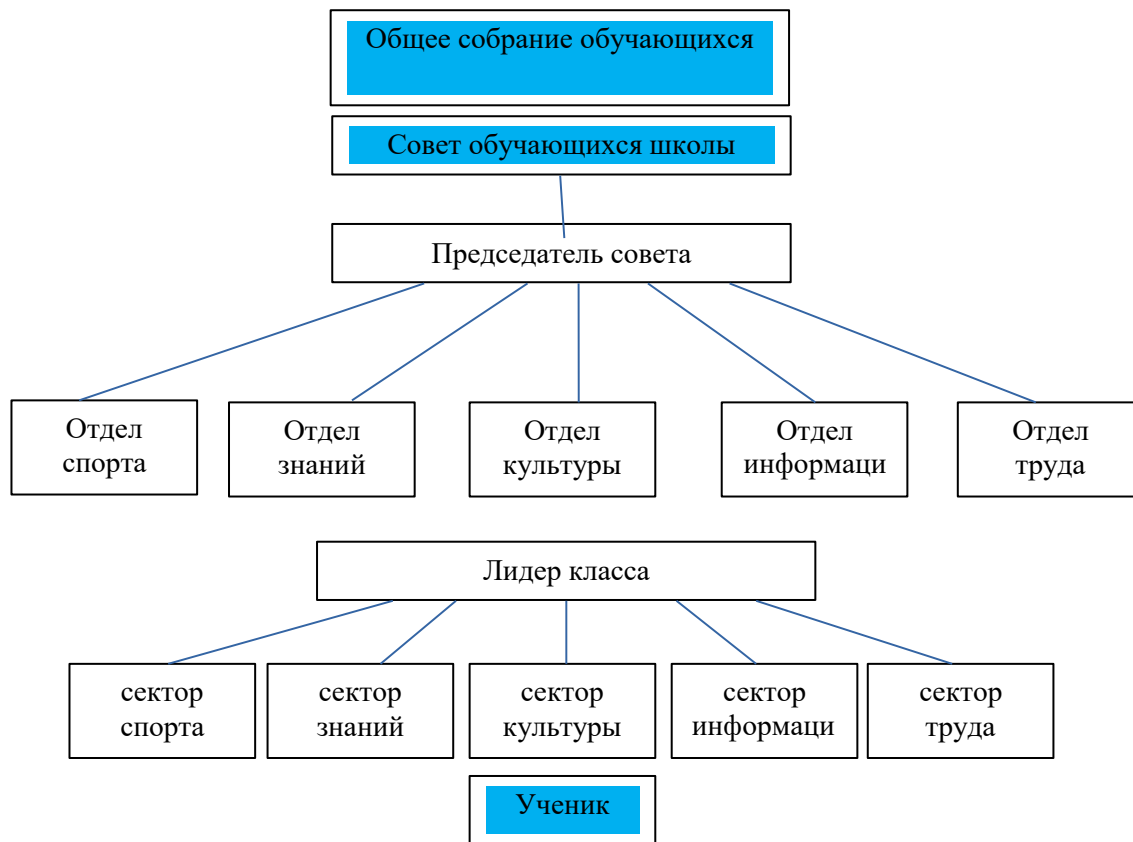 Общее собрание обучающихся
Совет обучающихся школы
Председатель совета
Отдел спорта
Отдел знаний
Отдел культуры
Отдел информаци
Отдел труда
Лидер класса
сектор спорта
сектор знаний
сектор культуры
сектор информаци
сектор труда
Ученик